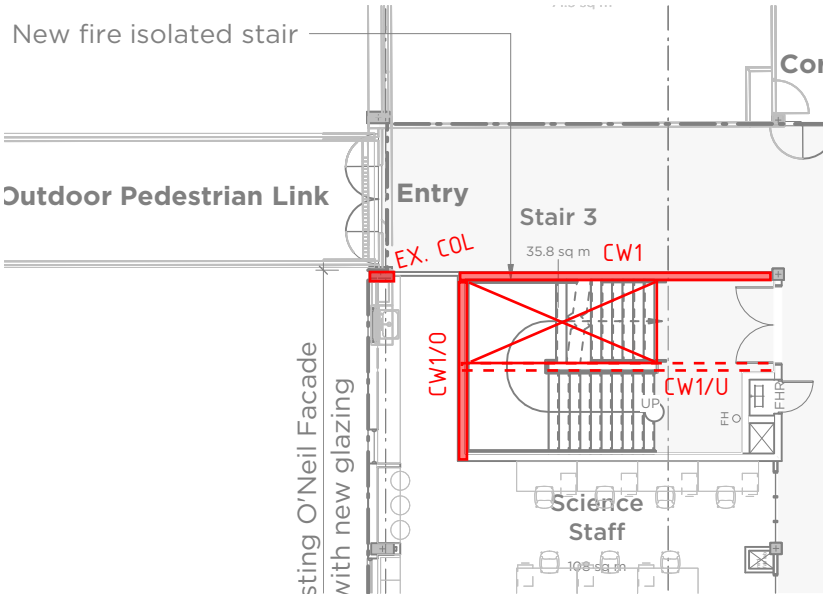 New fire isolated stair
Cor
Outdoor Pedestrian Link
Entry
Stair 3
35.8 sq m
EX. COL
CW1
CW1/O
CW1/U
UP
FH
FHR
sting O'Neil Facade
with new glazing
Science
Staff
108 sq m